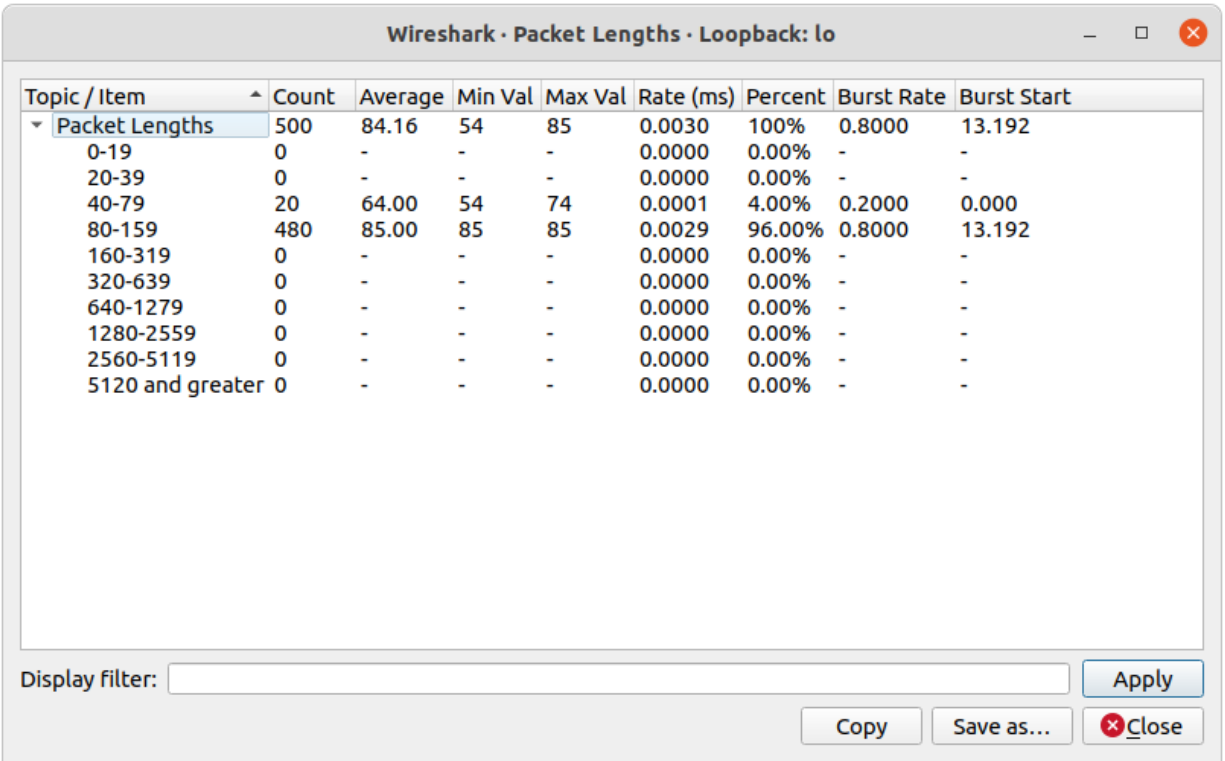 Wireshark · Packet Lengths · Loopback: lo
Topic / Item Count Average Min Val Max Val Rate (ms) Percent Burst Rate Burst Start
Packet Lengths 500 84.16 54 85 0.0030 100% 0.8000 13.192
0-19 0 - - - 0.0000 0.00% - -
20-39 0 - - - 0.0000 0.00% - -
40-79 20 64.00 54 74 0.0001 4.00% 0.2000 0.000
80-159 480 85.00 85 85 0.0029 96.00% 0.8000 13.192
160-319 0 - - - 0.0000 0.00% - -
320-639 0 - - - 0.0000 0.00% - -
640-1279 0 - - - 0.0000 0.00% - -
1280-2559 0 - - - 0.0000 0.00% - -
2560-5119 0 - - - 0.0000 0.00% - -
5120 and greater 0 - - - 0.0000 0.00% - -
Display filter: Apply
Copy Save as... Close